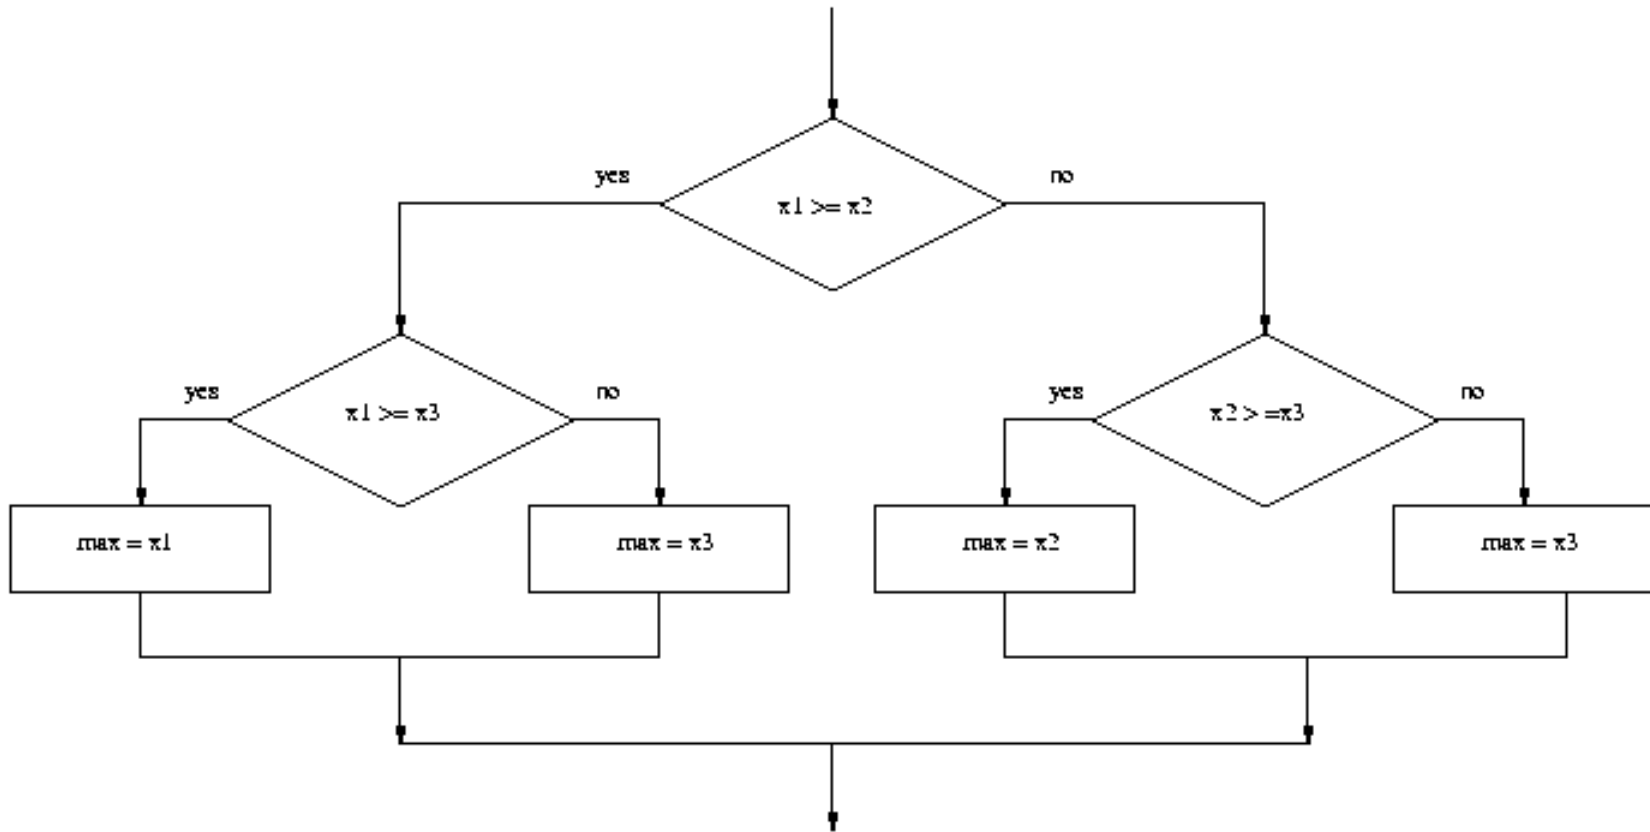 yes
no
x1 >= x2
yes
no
yes
no
x1 >= x3
x2 > =x3
max = x1
max = x3
max = x2
max = x3